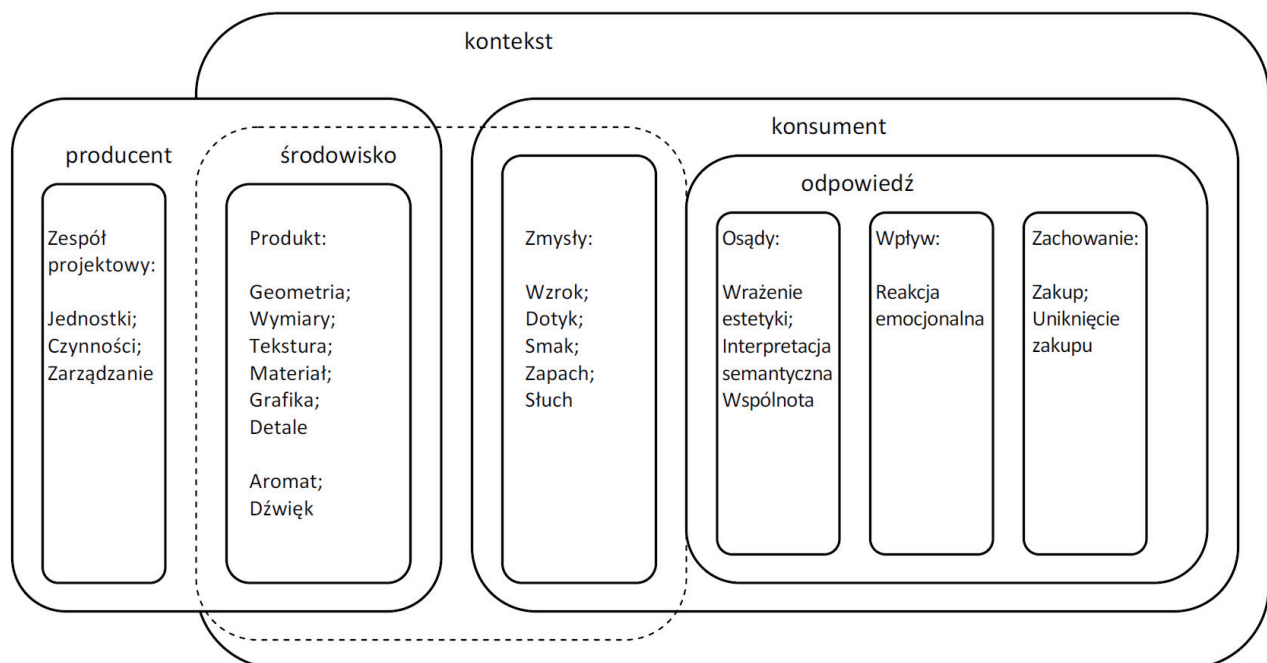 kontekst
producent
środowisko
konsument
odpowiedź
Zespół
projektowy:
Jednostki;
Czynności;
Zarządzanie
Produkt:
Geometria;
Wymiary;
Tekstura;
Materiał;
Grafika;
Detale
Aromat;
Dźwięk
Zmysły:
Wzrok;
Dotyk;
Smak;
Zapach;
Słuch
Osądy:
Wrażenie
estetyki;
Interpretacja
semantyczna
Wspólnota
Wpływ:
Reakcja
emocjonalna
Zachowanie:
Zakup;
Uniknięcie
zakupu